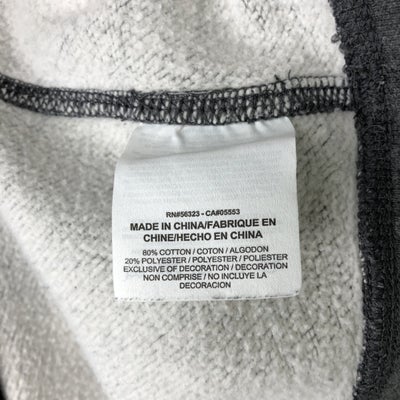 RN#56323 - CA#05553
MADE IN CHINA/FABRIQUE EN
CHINE/HECHO EN CHINA
80% COTTON / COTON / ALGODON
20% POLYESTER / POLYESTER / POLIESTER
EXCLUSIVE OF DECORATION / DECORATION
NON COMPRISE / NO INCLUYE LA
DECORACION